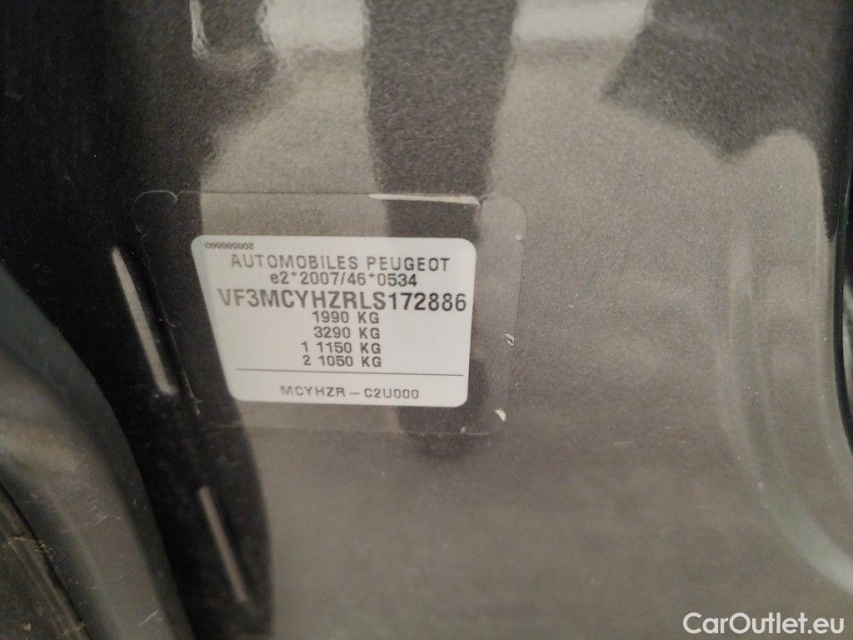 200566960
AUTOMOBILES PEUGEOT
e2*2007/46*0534
VF3MCYHZRLS172886
1990 KG
3290 KG
1 1150 KG
2 1050 KG
MCYHZR - C2U000
CarOutlet.eu